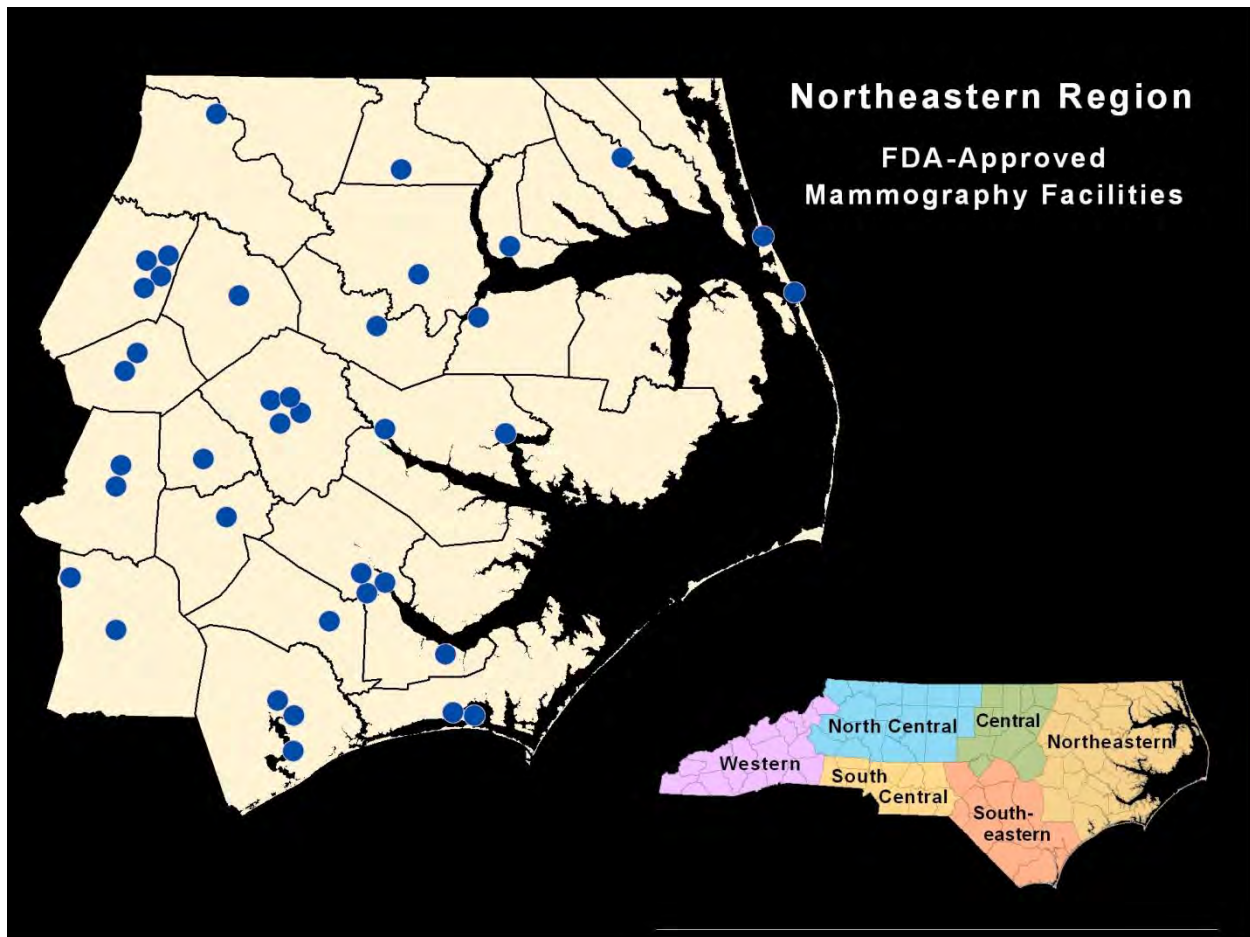 Northeastern Region
FDA-Approved
Mammography Facilities
North Central
Central
Northeastern
Western
South
Central
South-
eastern